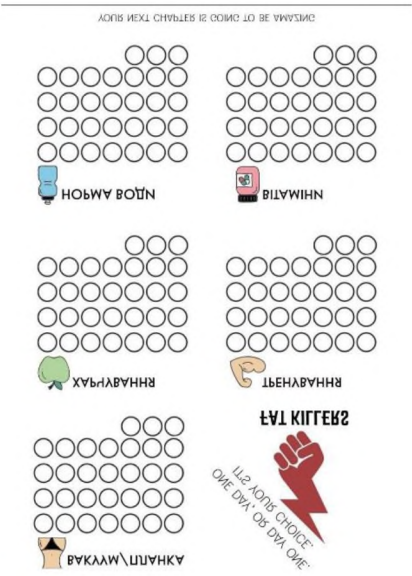 ВАКУУМ/ПЛАНКА
ONE DAY, OR DAY ONE.
IT'S YOUR CHOICE.
FAT KILLERS
ХАРЧУВАННЯ
ТРЕНУВАННЯ
НОРМА ВОДИ
ВІТАМІНИ
YOUR NEXT CHAPTER IS GOING TO BE AMAZING